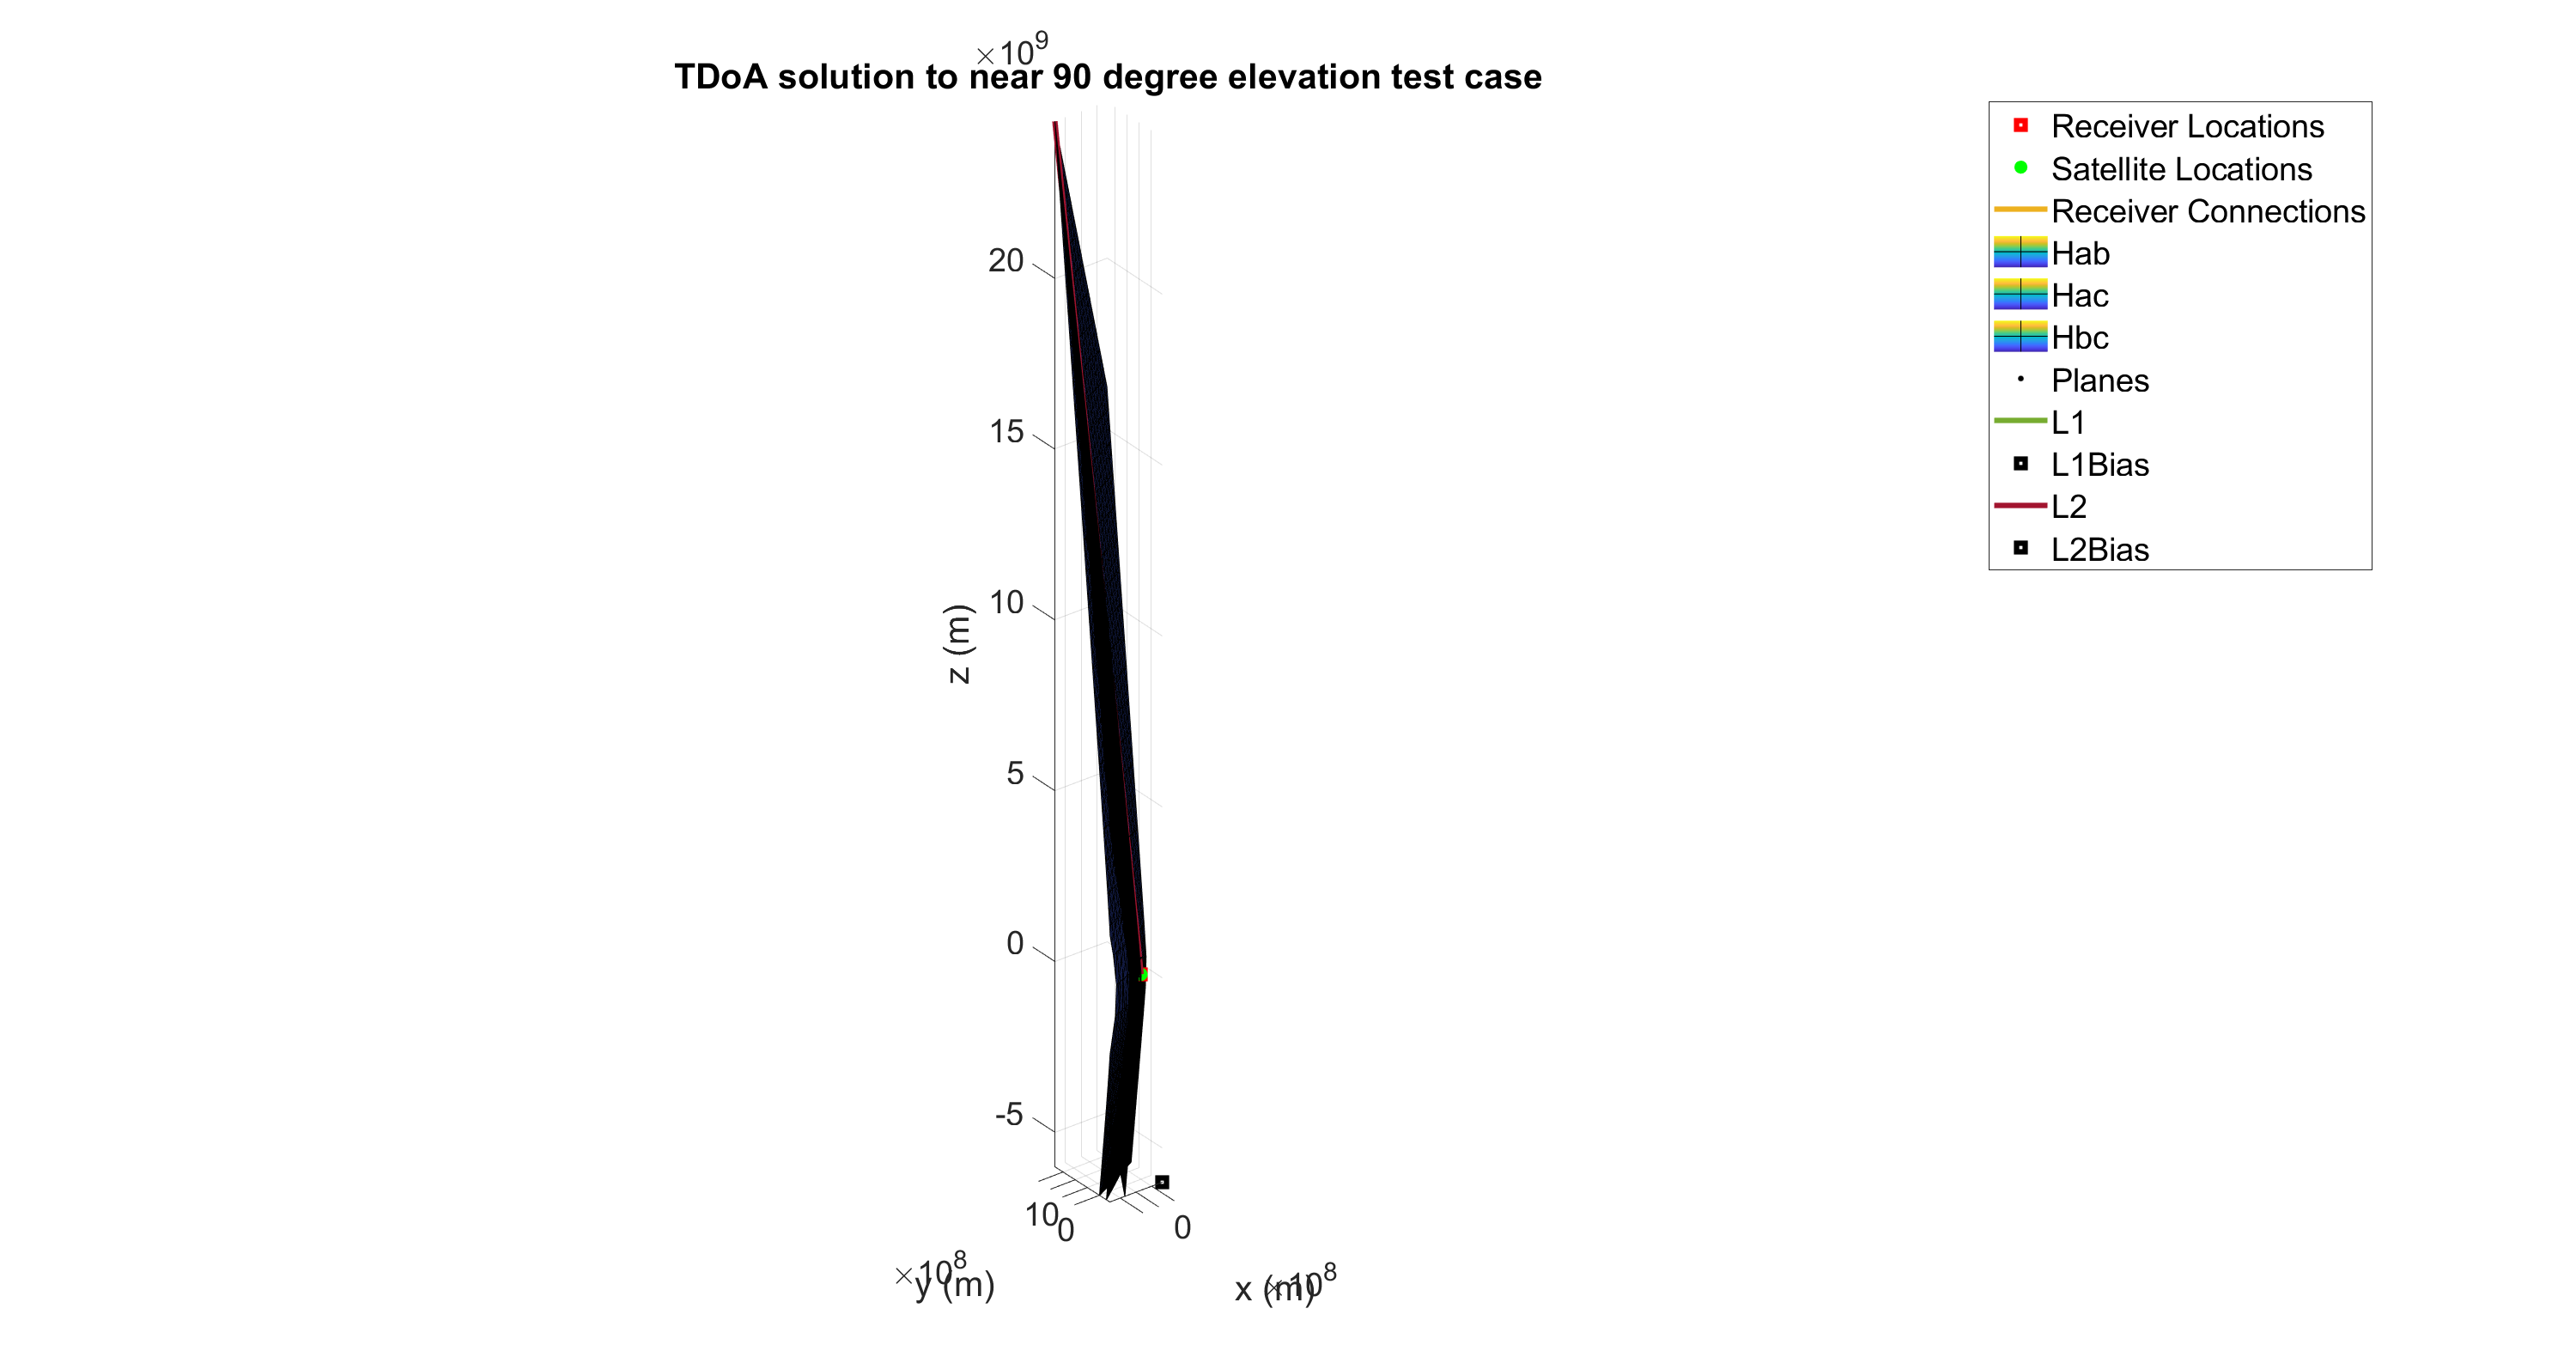 ×10⁹
TDoA solution to near 90 degree elevation test case
20
15
10
5
0
-5
z (m)
10
0
0
×10⁸
y (m)
x (m)
×10⁸
Receiver Locations
Satellite Locations
Receiver Connections
Hab
Hac
Hbc
Planes
L1
L1Bias
L2
L2Bias